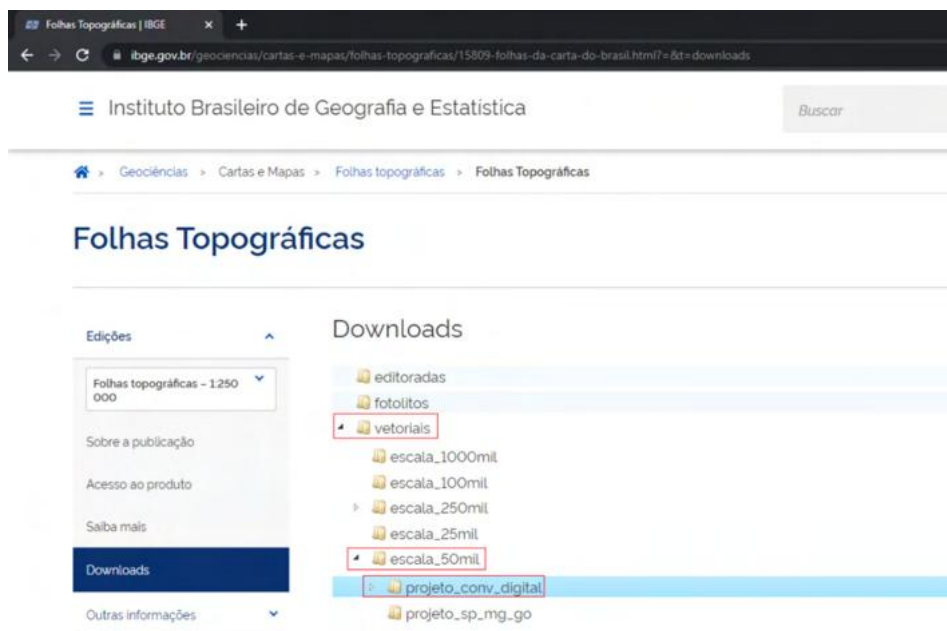 Folhas Topográficas | IBGE
ibge.gov.br/geociencias/cartas-e-mapas/folhas-topograficas/15809-folhas-da-carta-do-brasil.html?=&t=downloads
Instituto Brasileiro de Geografia e Estatística
Buscar
Geociências > Cartas e Mapas > Folhas topográficas > Folhas Topográficas
Folhas Topográficas
Edições
Folhas topográficas - 1:250
000
Sobre a publicação
Acesso ao produto
Saiba mais
Downloads
Outras informações
Downloads
editoradas
fotolitos
vetoriais
escala_1000mil
escala_100mil
escala_250mil
escala_25mil
escala_50mil
projeto_conv_digital
projeto_sp_mg_go